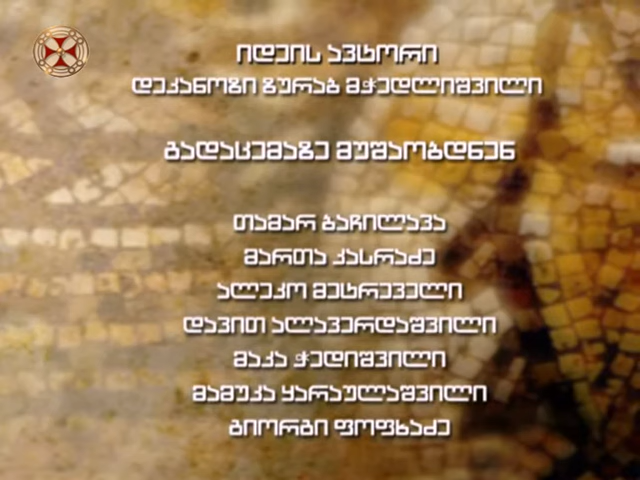 იდეის ავტორი
დეკანოზი ზურაბ მჭედლიშვილი
გადაცემაზე მუშაობდნენ
თამარ ბაჩილავა
მართა კასრაძე
ალეკო მეტრეველი
დავით ალავერდაშვილი
მაკა ჭედიშვილი
მამუკა ყარაულაშვილი
გიორგი ფოფხაძე